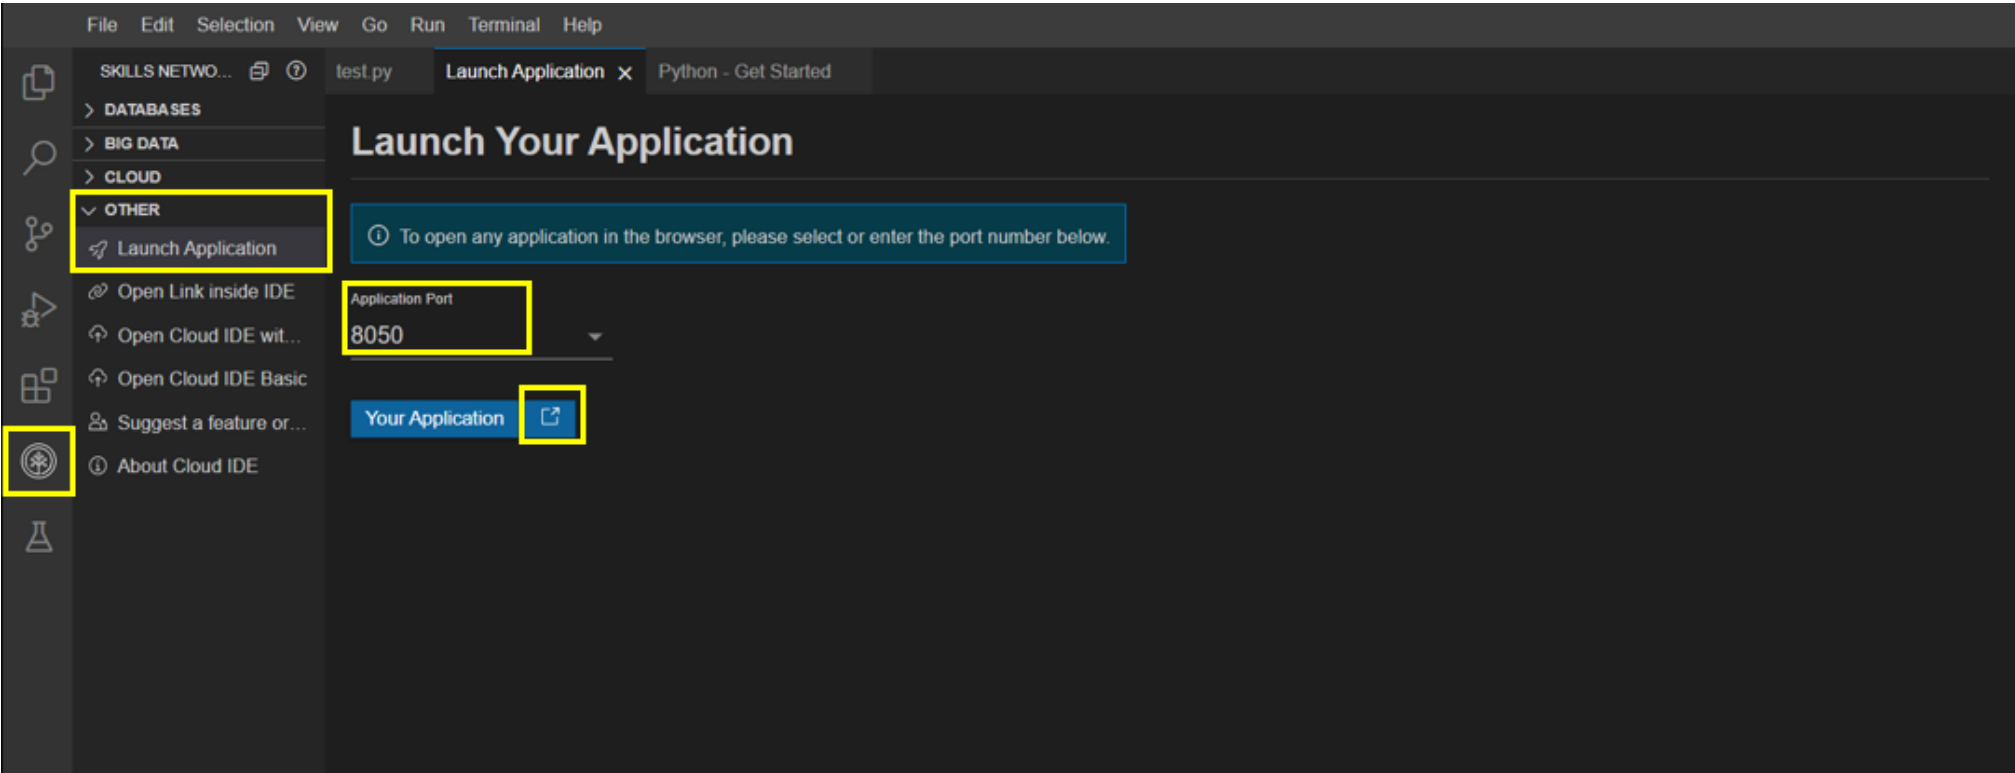 File Edit Selection View Go Run Terminal Help
SKILLS NETWO...
test.py
Launch Application
Python - Get Started
DATABASES
BIG DATA
CLOUD
OTHER
Launch Application
Open Link inside IDE
Open Cloud IDE wit...
Open Cloud IDE Basic
Suggest a feature or...
About Cloud IDE
Launch Your Application
To open any application in the browser, please select or enter the port number below.
Application Port
8050
Your Application